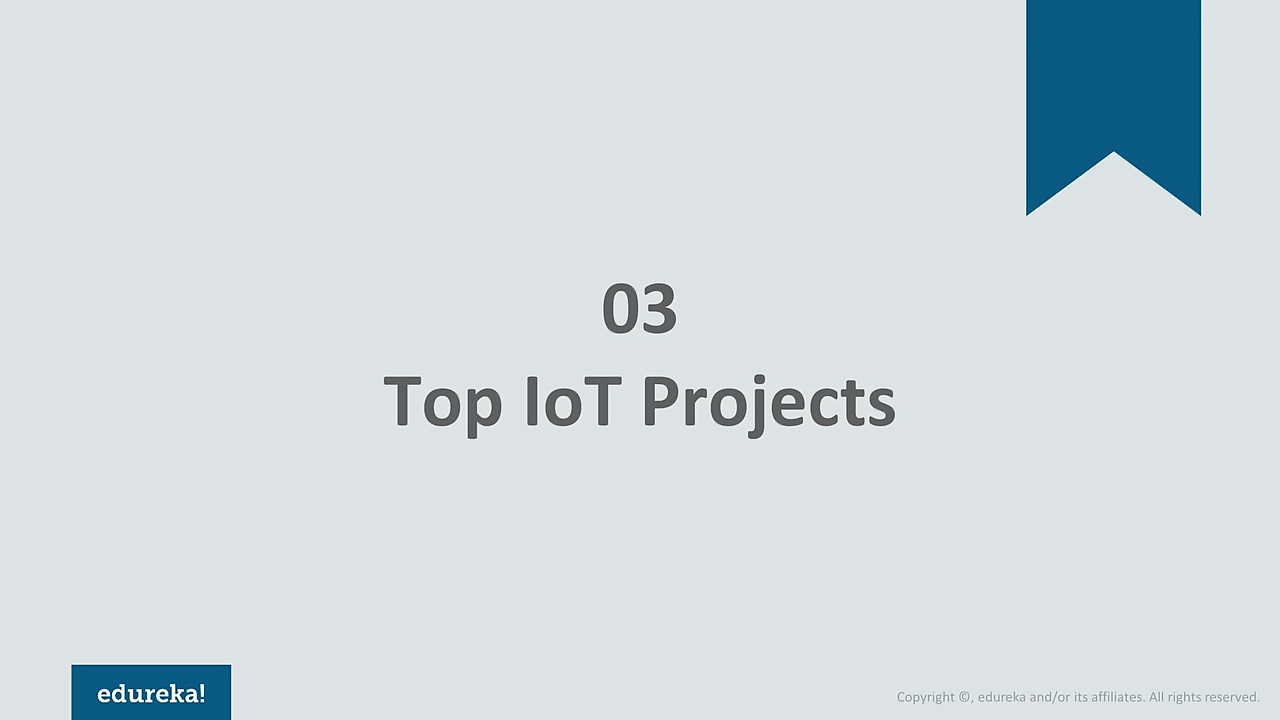 03
Top IoT Projects
edureka!
Copyright ©, edureka and/or its affiliates. All rights reserved.